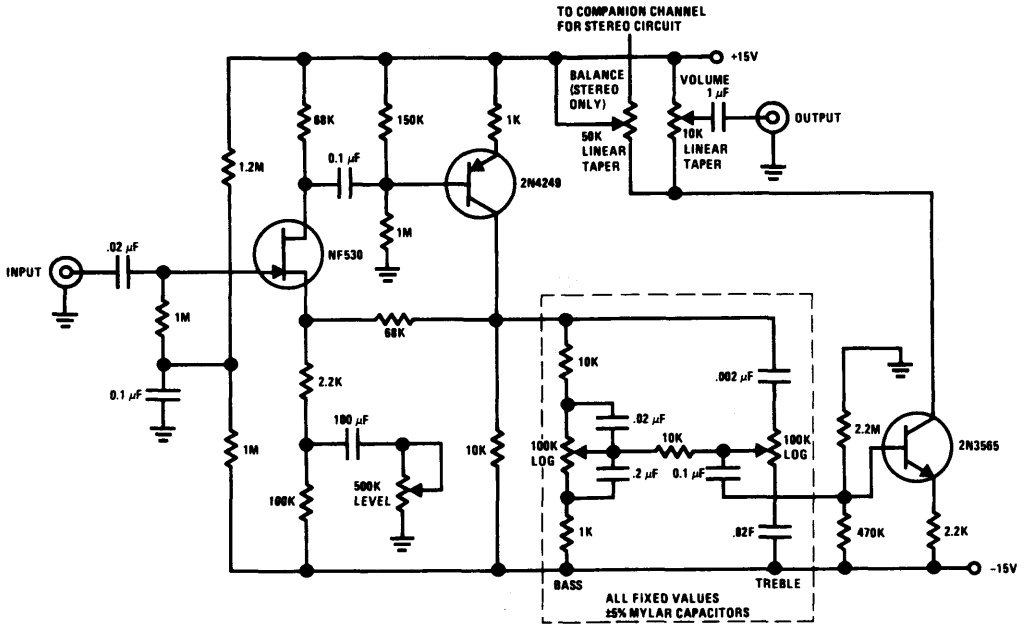 TO COMPANION CHANNEL
FOR STEREO CIRCUIT
+15V
BALANCE
(STEREO
ONLY)
VOLUME
1 µF
OUTPUT
68K
150K
1K
50K
LINEAR
TAPER
10K
LINEAR
TAPER
1.2M
0.1 µF
2N4249
1M
NF530
.02 µF
INPUT
1M
68K
10K
.002 µF
0.1 µF
2.2K
100 µF
.02 µF
2.2M
1M
10K
100K
LOG
10K
100K
LOG
2N3565
100K
500K
LEVEL
.2 µF
0.1 µF
1K
.02F
470K
2.2K
-15V
BASS
TREBLE
ALL FIXED VALUES
±5% MYLAR CAPACITORS